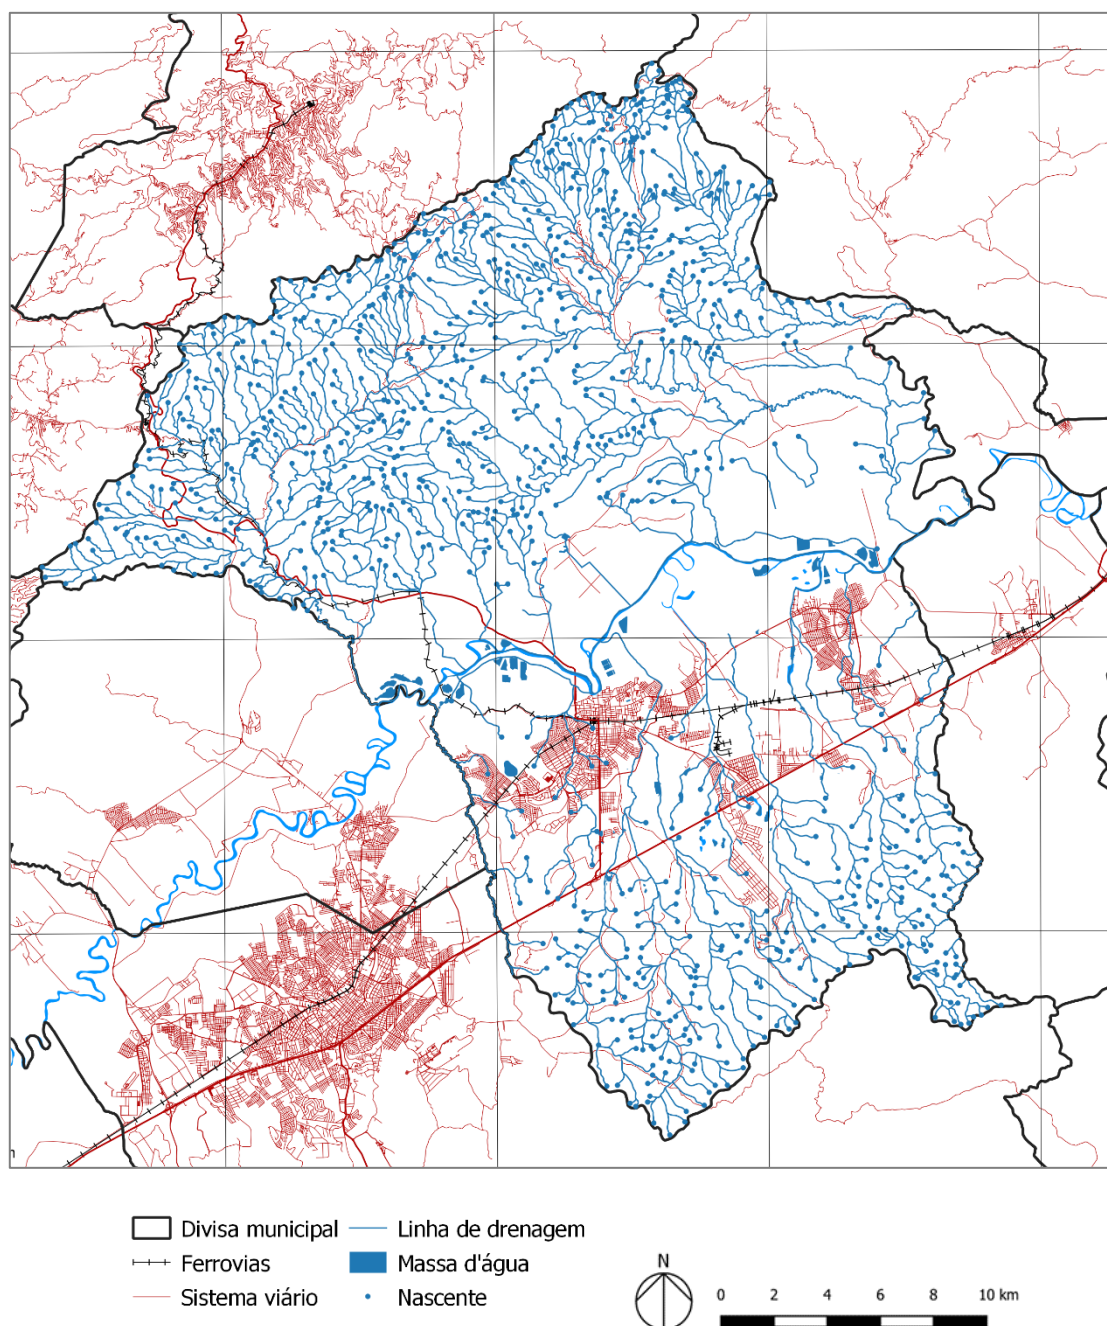 Divisa municipal
Linha de drenagem
Ferrovias
Massa d'água
Sistema viário
Nascente
N
0 2 4 6 8 10 km